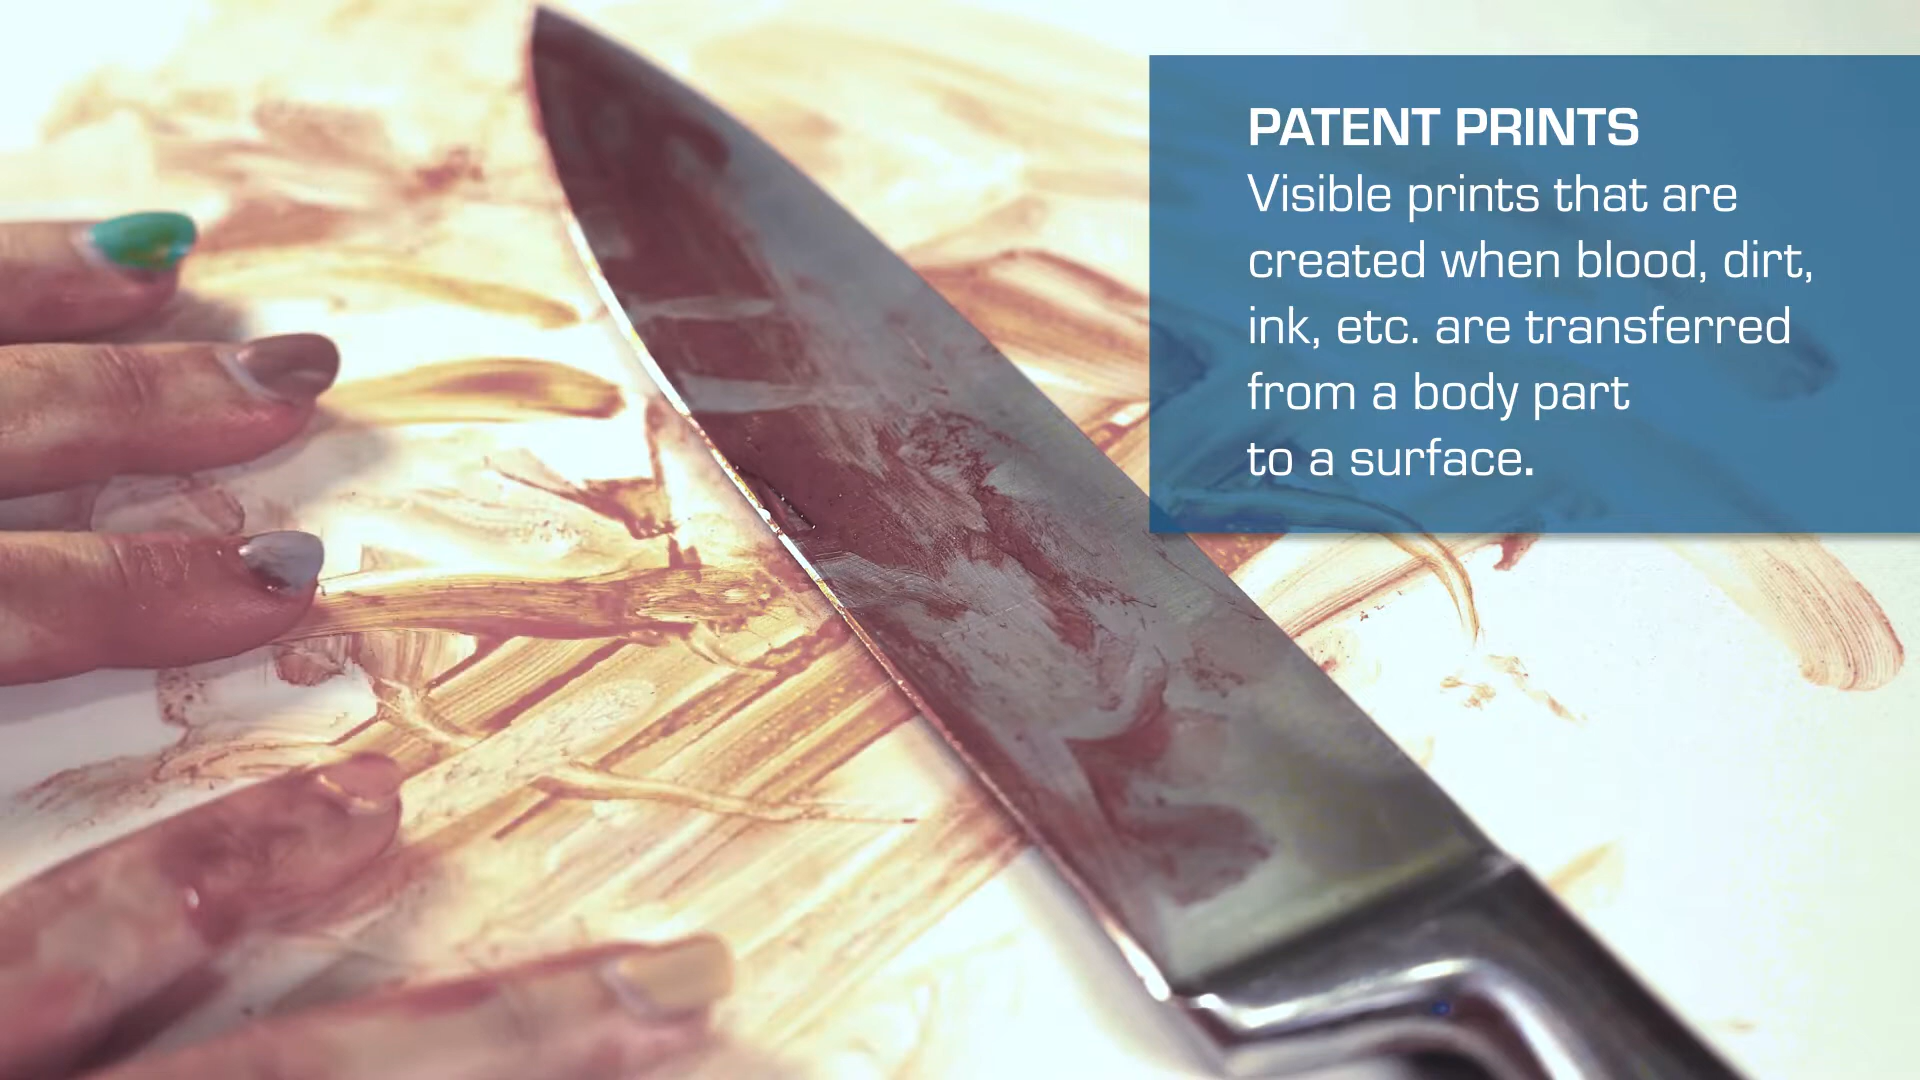 PATENT PRINTS
Visible prints that are
created when blood, dirt,
ink, etc. are transferred
from a body part
to a surface.